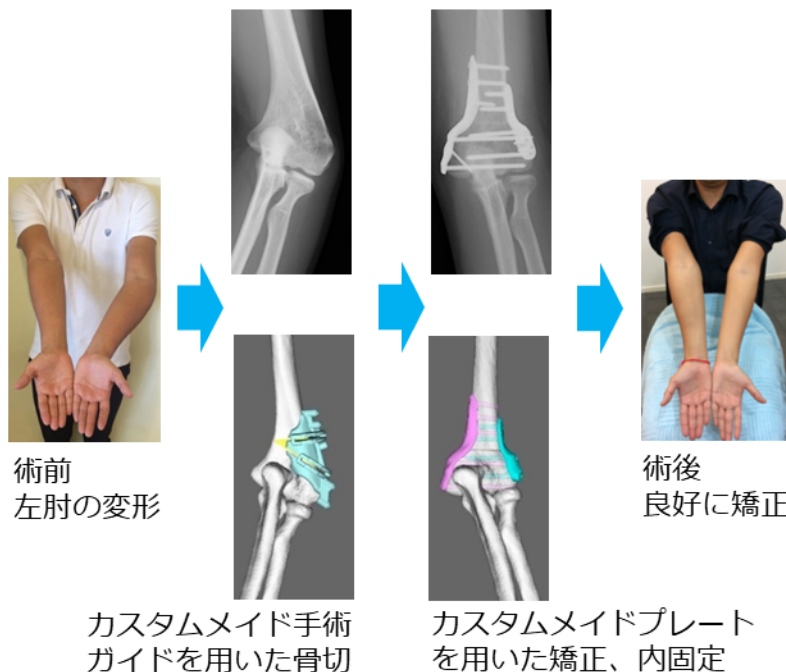 術前
左肘の変形
カスタムメイド手術
ガイドを用いた骨切
カスタムメイドプレート
を用いた矯正、内固定
術後
良好に矯正